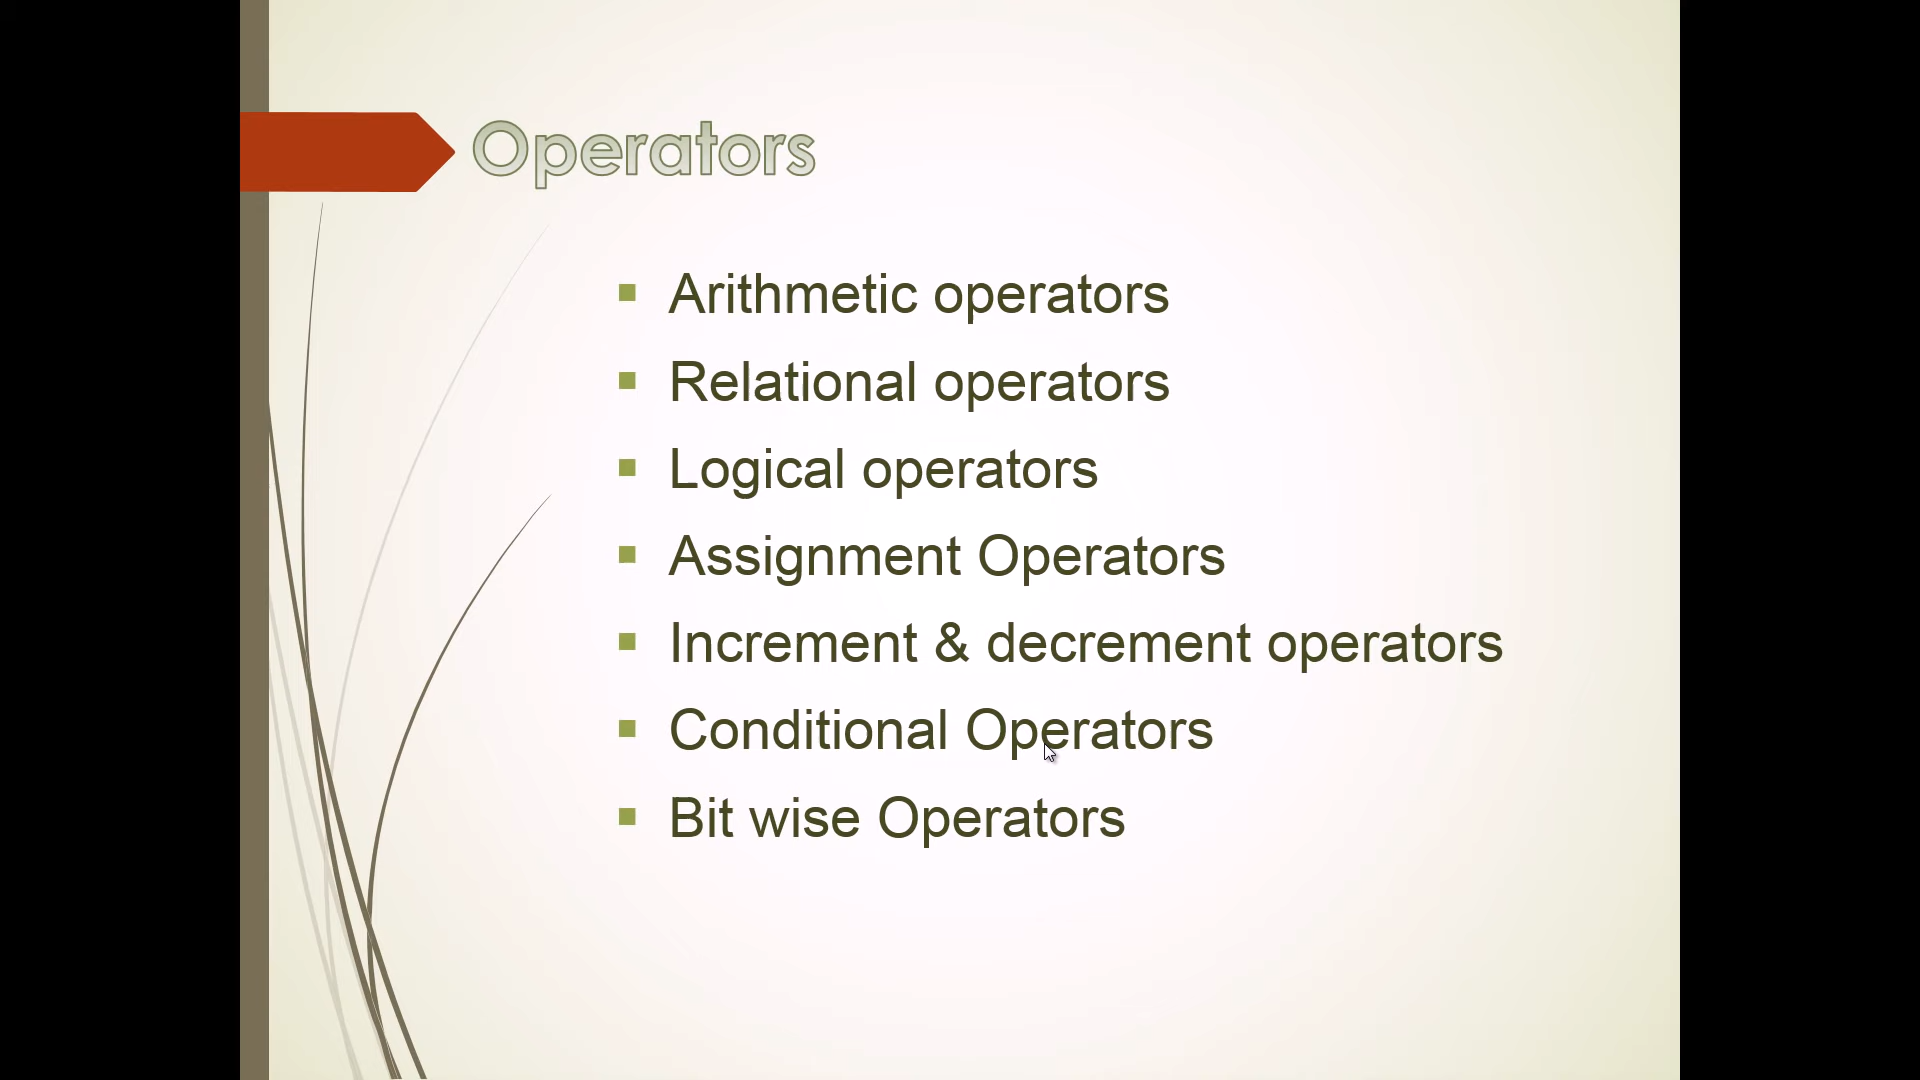 Operators
Arithmetic operators
Relational operators
Logical operators
Assignment Operators
Increment & decrement operators
Conditional Operators
Bit wise Operators